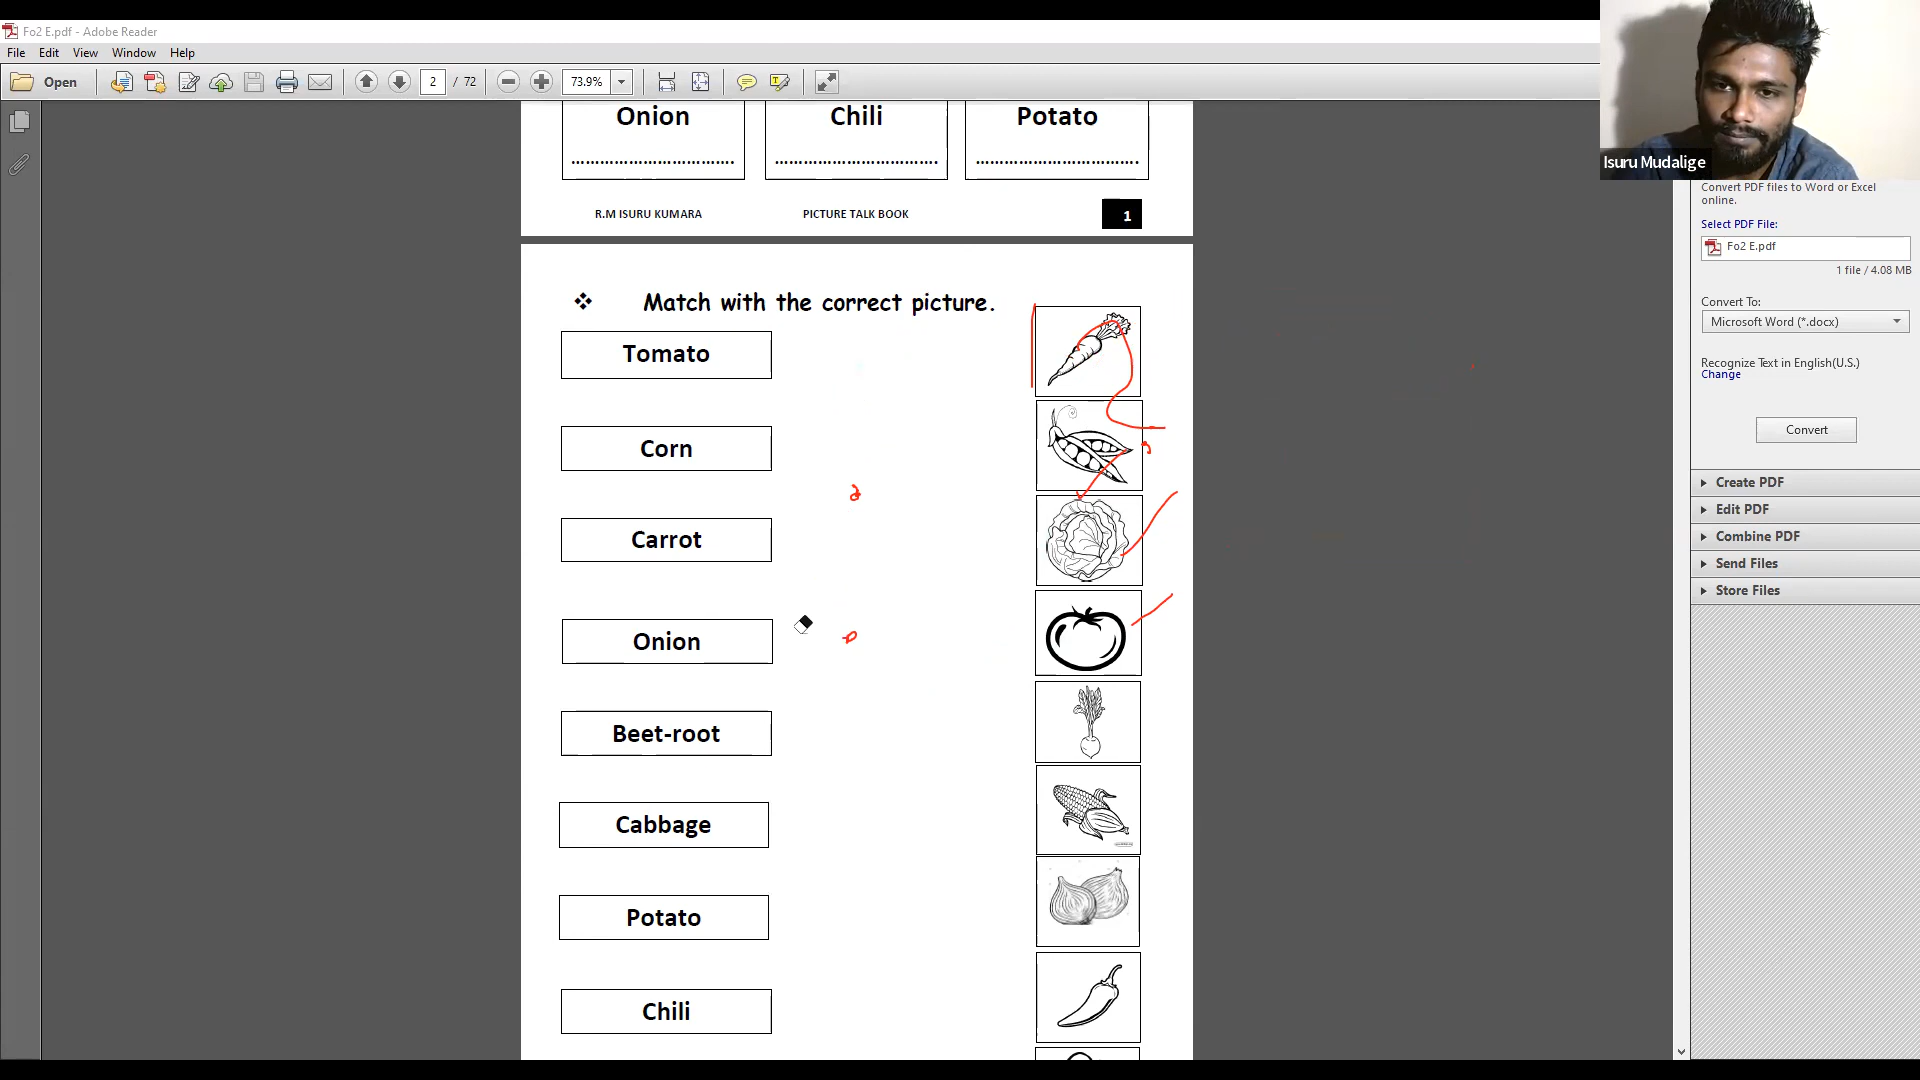 Fo2 E.pdf - Adobe Reader
File Edit View Window Help
Open 2 / 72 73.9%
Isuru Mudalige
Onion Chili Potato
................................. ................................. .................................
R.M ISURU KUMARA PICTURE TALK BOOK 1
❖ Match with the correct picture.
Tomato
Corn
Carrot
Onion
Beet-root
Cabbage
Potato
Chili
Convert PDF files to Word or Excel
online.
Select PDF File:
Fo2 E.pdf
1 file / 4.08 MB
Convert To:
Microsoft Word (*.docx)
Recognize Text in English(U.S.)
Change
Convert
Create PDF
Edit PDF
Combine PDF
Send Files
Store Files